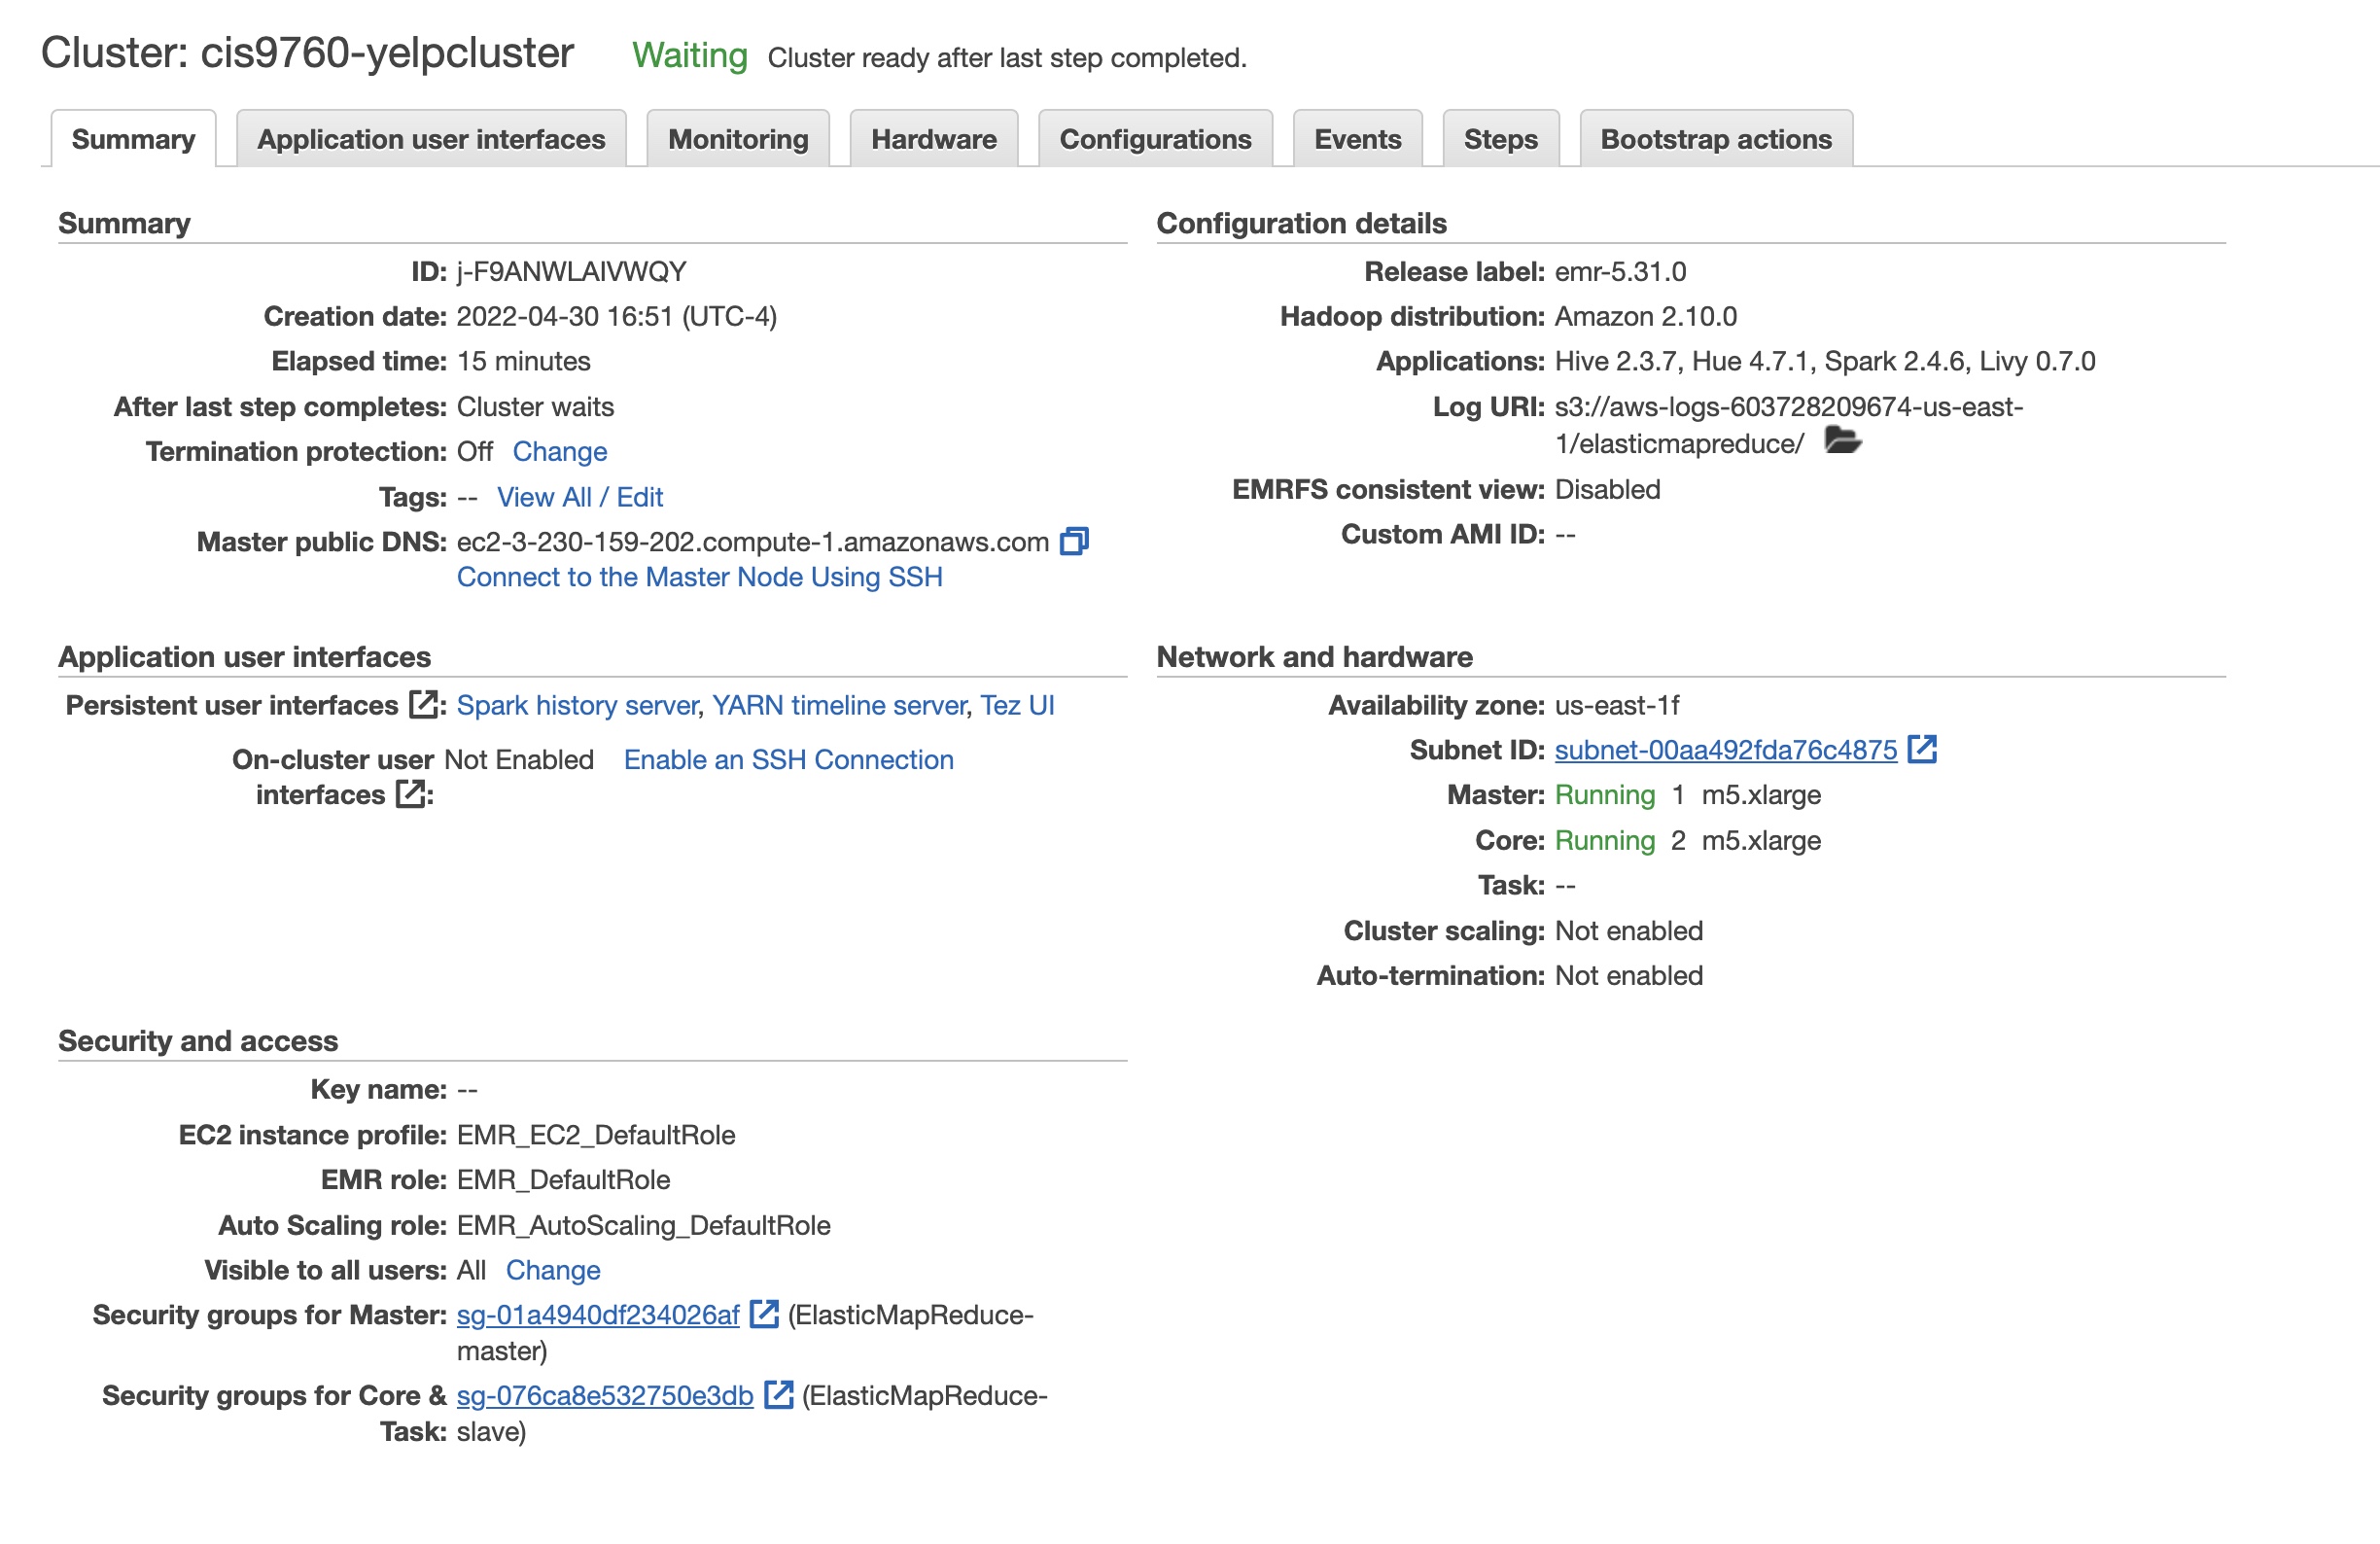 Cluster: cis9760-yelpcluster Waiting Cluster ready after last step completed.
Summary Application user interfaces Monitoring Hardware Configurations Events Steps Bootstrap actions
Summary
ID: j-F9ANWLAIVWQY
Creation date: 2022-04-30 16:51 (UTC-4)
Elapsed time: 15 minutes
After last step completes: Cluster waits
Termination protection: Off Change
Tags: -- View All / Edit
Master public DNS: ec2-3-230-159-202.compute-1.amazonaws.com
Connect to the Master Node Using SSH
Configuration details
Release label: emr-5.31.0
Hadoop distribution: Amazon 2.10.0
Applications: Hive 2.3.7, Hue 4.7.1, Spark 2.4.6, Livy 0.7.0
Log URI: s3://aws-logs-603728209674-us-east-
1/elasticmapreduce/
EMRFS consistent view: Disabled
Custom AMI ID: --
Application user interfaces
Persistent user interfaces : Spark history server, YARN timeline server, Tez UI
On-cluster user Not Enabled Enable an SSH Connection
interfaces :
Network and hardware
Availability zone: us-east-1f
Subnet ID: subnet-00aa492fda76c4875
Master: Running 1 m5.xlarge
Core: Running 2 m5.xlarge
Task: --
Cluster scaling: Not enabled
Auto-termination: Not enabled
Security and access
Key name: --
EC2 instance profile: EMR_EC2_DefaultRole
EMR role: EMR_DefaultRole
Auto Scaling role: EMR_AutoScaling_DefaultRole
Visible to all users: All Change
Security groups for Master: sg-01a4940df234026af (ElasticMapReduce-
master)
Security groups for Core & sg-076ca8e532750e3db (ElasticMapReduce-
Task: slave)